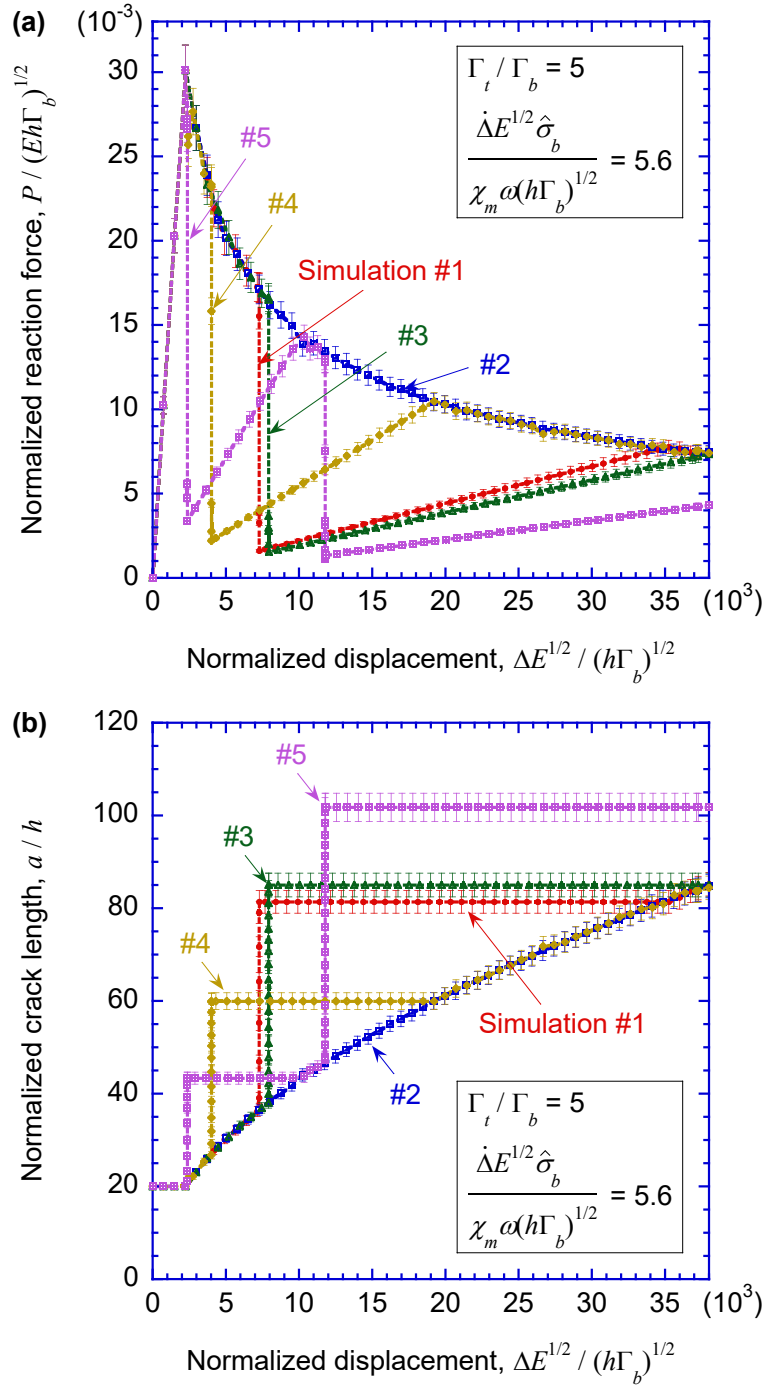 (a)
(10⁻³)
30
25
20
15
10
5
0
Normalized reaction force, P / (EhΓ_b)^{1/2}
Γ_t / Γ_b = 5
Δ̇E^{1/2} σ̂_b / χ_m ω(hΓ_b)^{1/2} = 5.6
#5
#4
Simulation #1
#3
#2
0 5 10 15 20 25 30 35 (10³)
Normalized displacement, ΔE^{1/2} / (hΓ_b)^{1/2}
(b)
120
100
80
60
40
20
0
Normalized crack length, a / h
#5
#3
#4
Simulation #1
#2
Γ_t / Γ_b = 5
Δ̇E^{1/2} σ̂_b / χ_m ω(hΓ_b)^{1/2} = 5.6
0 5 10 15 20 25 30 35 (10³)
Normalized displacement, ΔE^{1/2} / (hΓ_b)^{1/2}